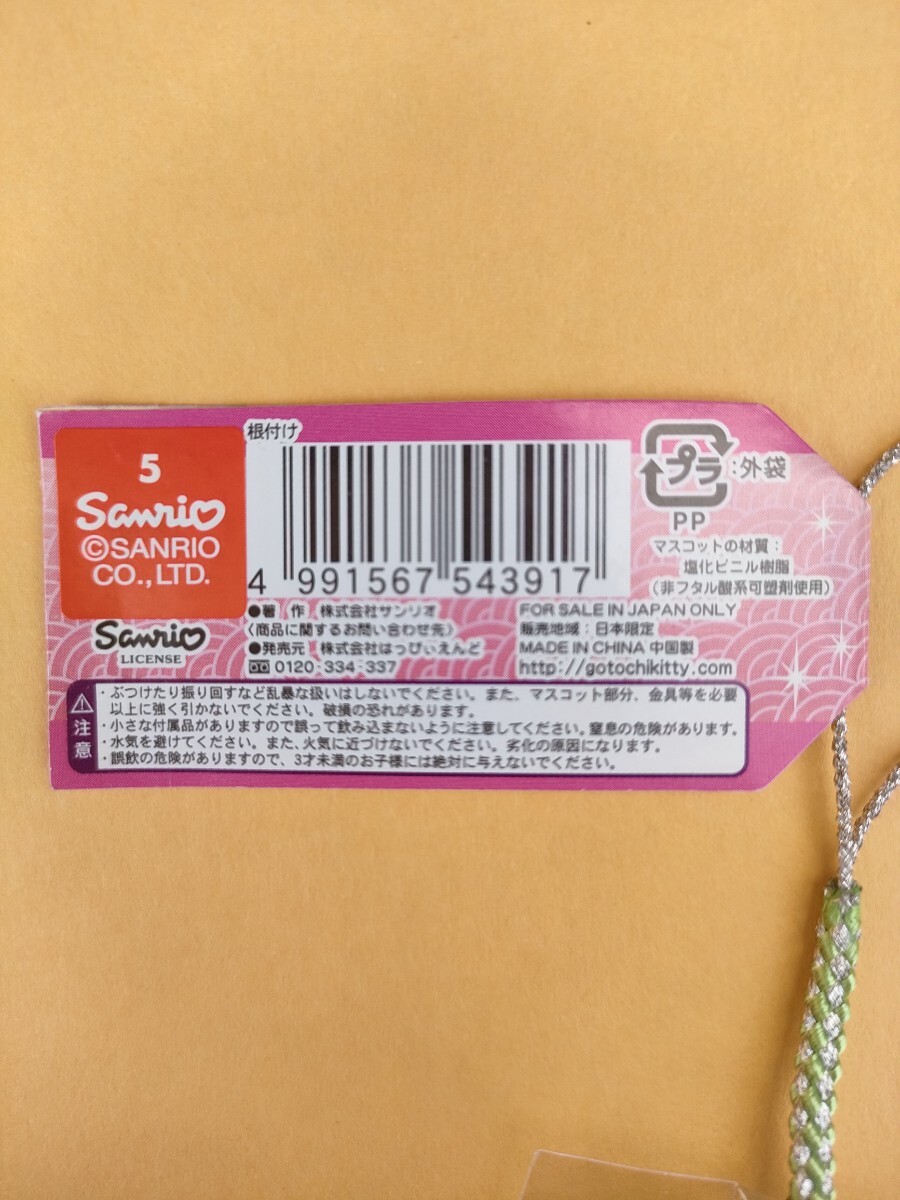 5
Sanrio
©SANRIO
CO.,LTD.
Sanrio
LICENSE
根付け
4 991567 543917
●著　作　株式会社サンリオ
〈商品に関するお問い合わせ先〉
●発売元　株式会社はっぴぃえんど
0120-334-337
プラ:外袋
PP
マスコットの材質:
塩化ビニル樹脂
(非フタル酸系可塑剤使用)
FOR SALE IN JAPAN ONLY
販売地域:日本限定
MADE IN CHINA 中国製
http://gotochikitty.com
注意
・ぶつけたり振り回すなど乱暴な扱いはしないでください。また、マスコット部分、金具等を必要
以上に強く引かないでください。破損の恐れがあります。
・小さな付属品がありますので誤って飲み込まないように注意してください。窒息の危険があります。
・水気を避けてください。また、火気に近づけないでください。劣化の原因になります。
・誤飲の危険がありますので、3才未満のお子様には絶対に与えないでください。